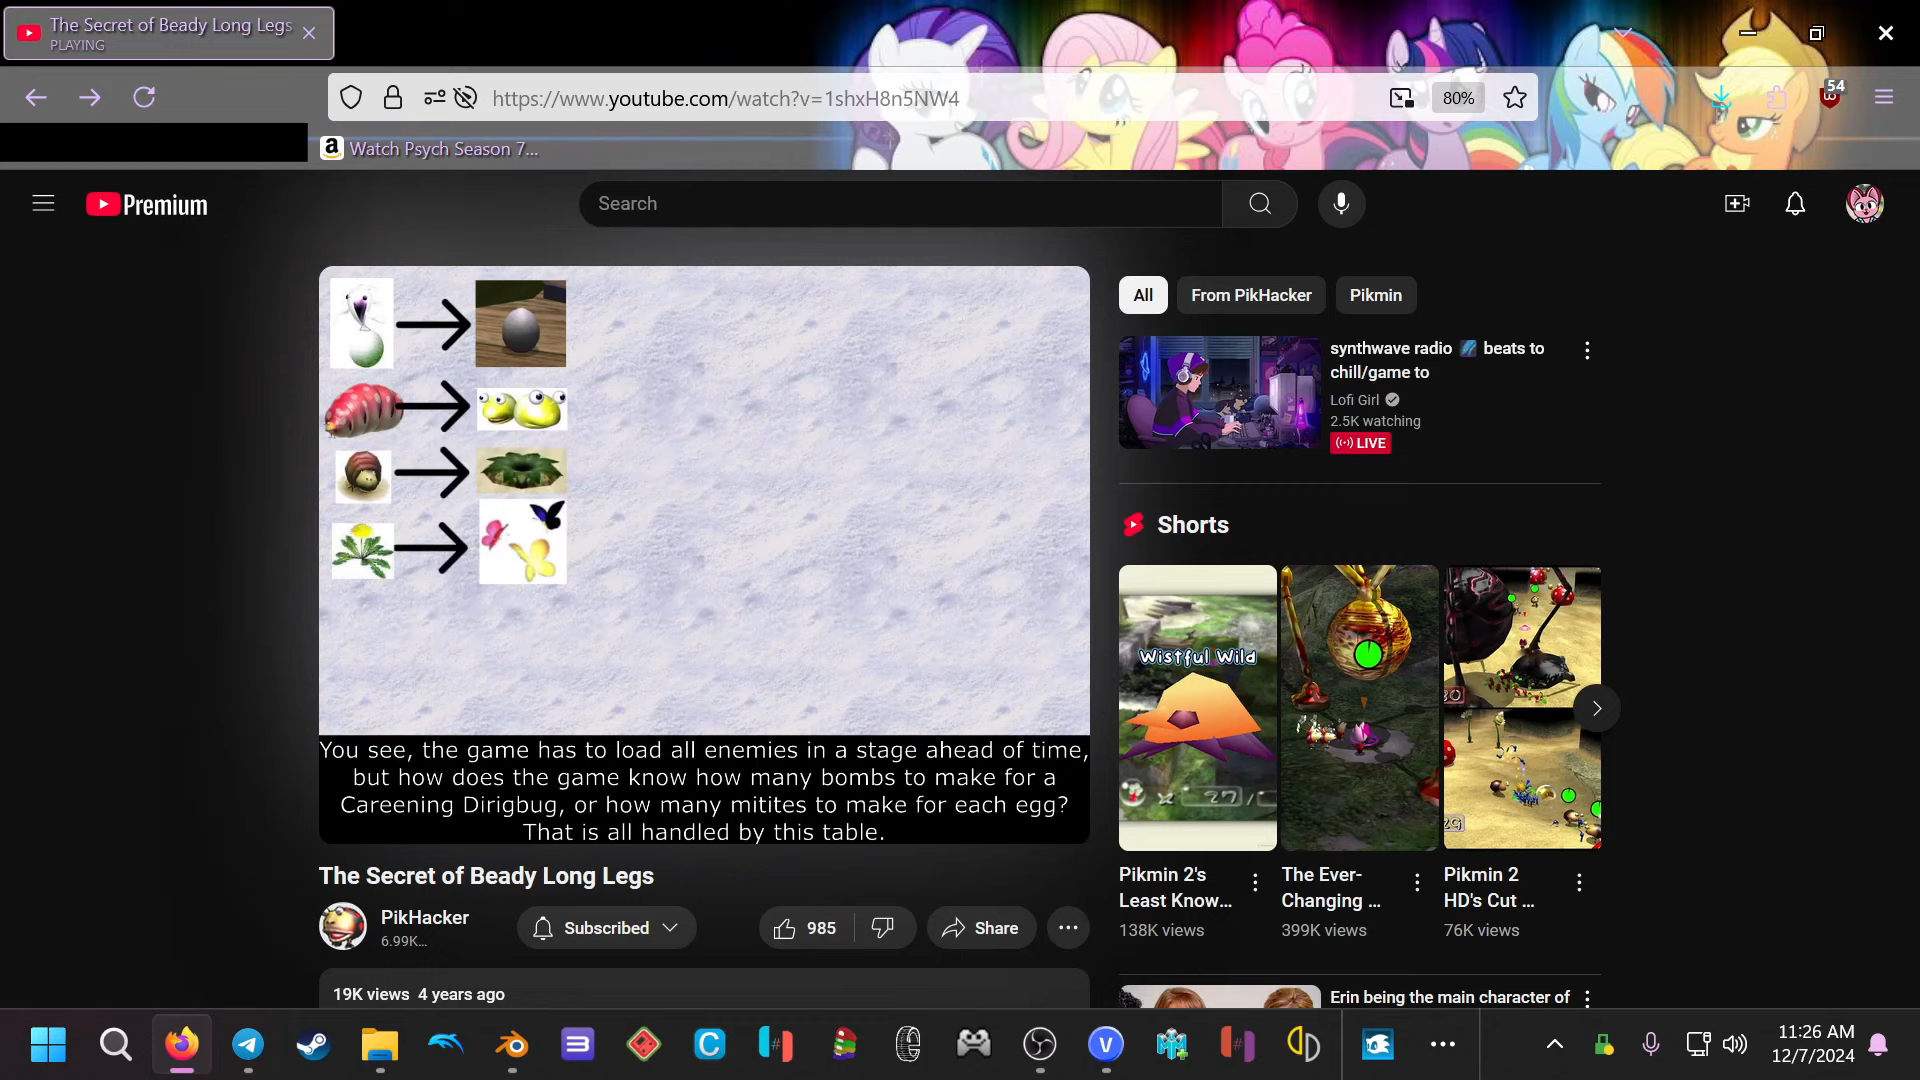 The Secret of Beady Long Legs
PLAYING
https://www.youtube.com/watch?v=1shxH8n5NW4
80%
54
Watch Psych Season 7...
Premium
Search
All
From PikHacker
Pikmin
synthwave radio 🌌 beats to
chill/game to
Lofi Girl
2.5K watching
LIVE
Shorts
Wistful Wild
You see, the game has to load all enemies in a stage ahead of time,
but how does the game know how many bombs to make for a
Careening Dirigbug, or how many mitites to make for each egg?
That is all handled by this table.
The Secret of Beady Long Legs
PikHacker
6.99K...
Subscribed
985
Share
Pikmin 2's
Least Know...
138K views
The Ever-
Changing ...
399K views
Pikmin 2
HD's Cut ...
76K views
19K views 4 years ago
Erin being the main character of
11:26 AM
12/7/2024